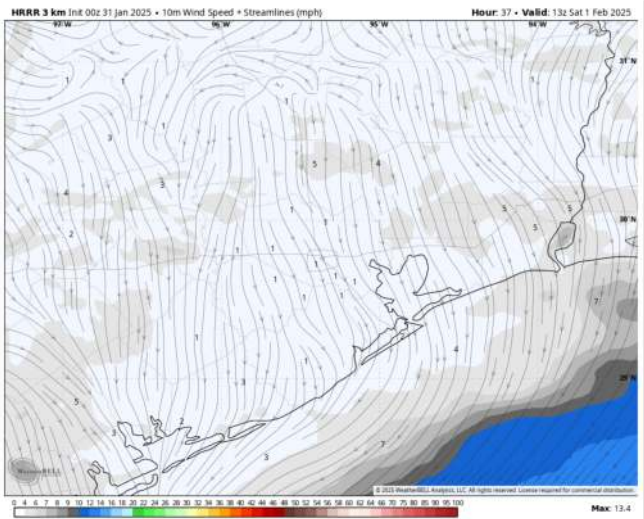 HRRR 3 km Init 00z 31 Jan 2025 • 10m Wind Speed + Streamlines (mph) Hour: 37 • Valid: 13z Sat 1 Feb 2025
97 W 96 W 95 W 94 W
31°N
1 1 1
1
3 1
5 4
3
4
1 5 5
30°N
2 1 5
1 1
1
1 1 1
1 1
7
1
4
1
29°N
3
5
2
3
7
3
WeatherBELL
© 2025 WeatherBELL Analytics, LLC. All rights reserved. License required for commercial distribution.
0 4 6 7 8 9 10 12 14 16 18 20 22 24 26 28 30 32 34 36 38 40 42 44 46 48 50 52 54 56 58 60 62 64 66 68 70 75 80 85 90 95 100
Max: 13.4